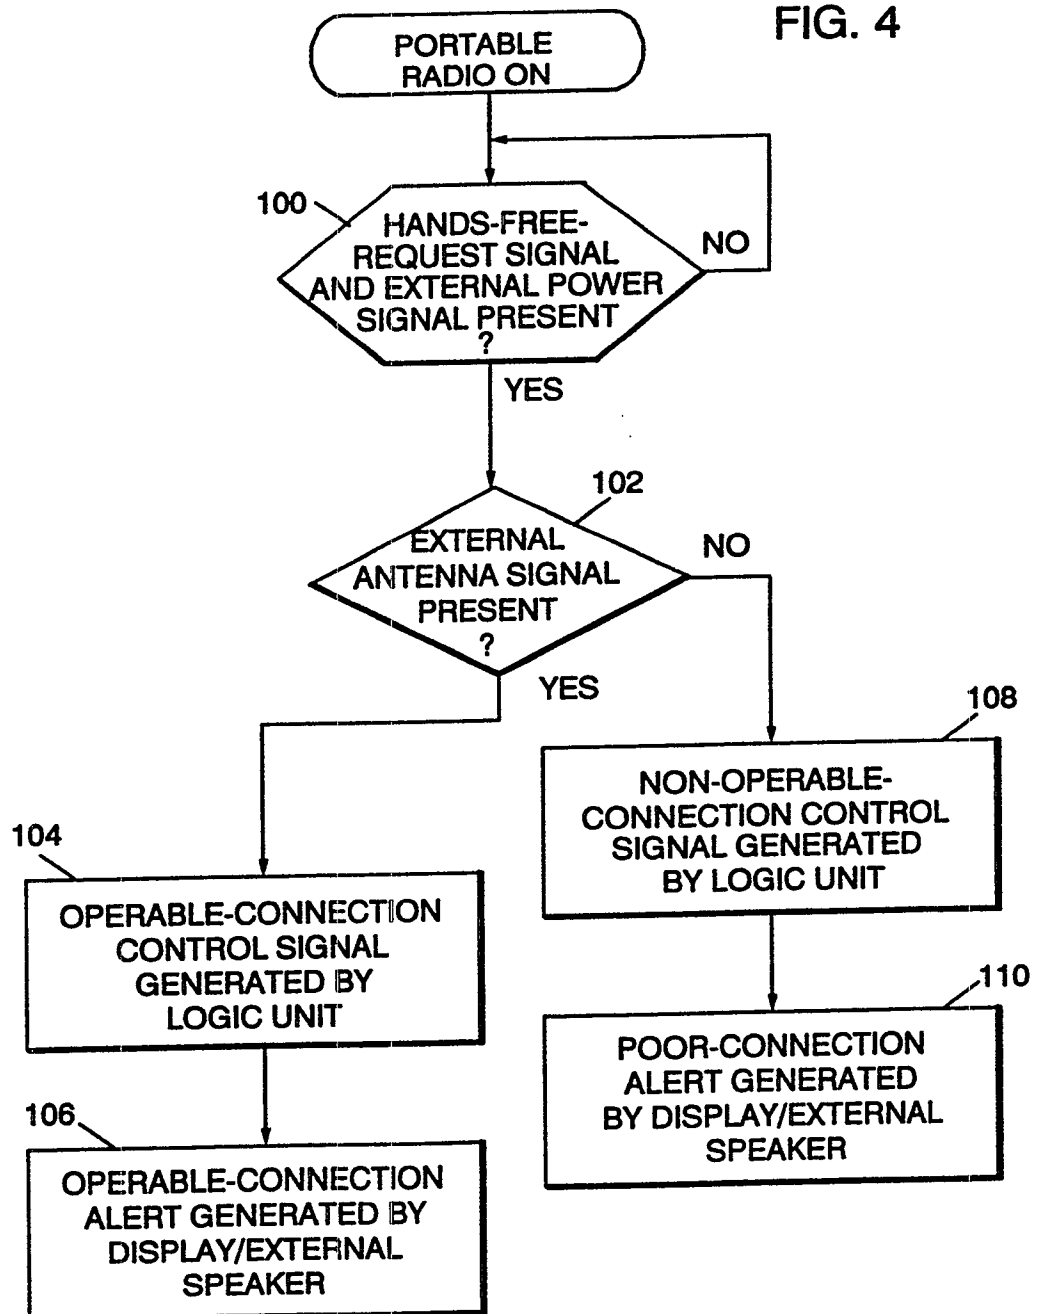 FIG. 4
PORTABLE
RADIO ON
100
HANDS-FREE-
REQUEST SIGNAL
AND EXTERNAL POWER
SIGNAL PRESENT
?
NO
YES
102
EXTERNAL
ANTENNA SIGNAL
PRESENT
?
NO
YES
108
NON-OPERABLE-
CONNECTION CONTROL
SIGNAL GENERATED
BY LOGIC UNIT
104
OPERABLE-CONNECTION
CONTROL SIGNAL
GENERATED BY
LOGIC UNIT
110
POOR-CONNECTION
ALERT GENERATED
BY DISPLAY/EXTERNAL
SPEAKER
106
OPERABLE-CONNECTION
ALERT GENERATED BY
DISPLAY/EXTERNAL
SPEAKER